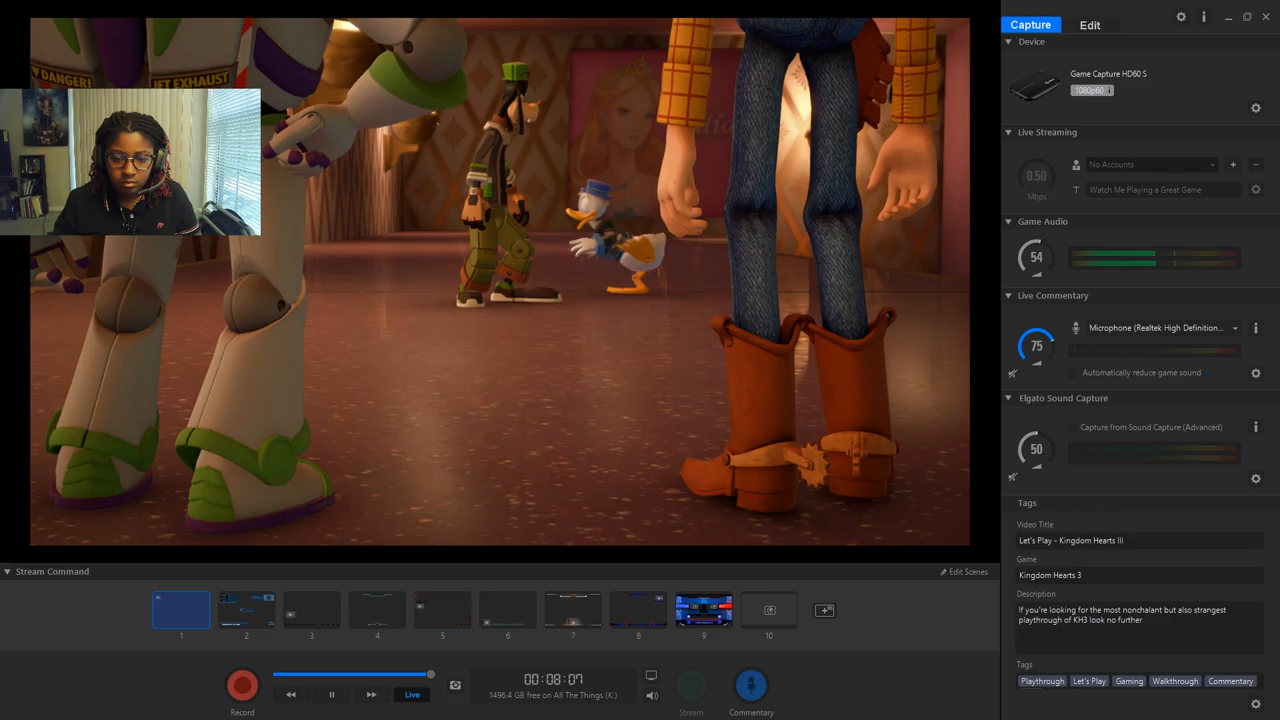 Capture
Edit
Device
DANGER!
JET EXHAUST
Game Capture HD60 S
1080p60
Live Streaming
0.50
Mbps
No Accounts
T
Watch Me Playing a Great Game
Game Audio
54
Live Commentary
75
Microphone (Realtek High Definition...
Automatically reduce game sound
Elgato Sound Capture
50
Capture from Sound Capture (Advanced)
Tags
Video Title
Let's Play - Kingdom Hearts III
Game
Kingdom Hearts 3
Description
If you're looking for the most nonchalant but also strangest
playthrough of KH3 look no further
Tags
Playthrough Let's Play Gaming Walkthrough Commentary
Stream Command
Edit Scenes
1 2 3 4 5 6 7 8 9 10
Live
00:08:07
1496.4 GB free on All The Things (K:)
Record
Stream
Commentary